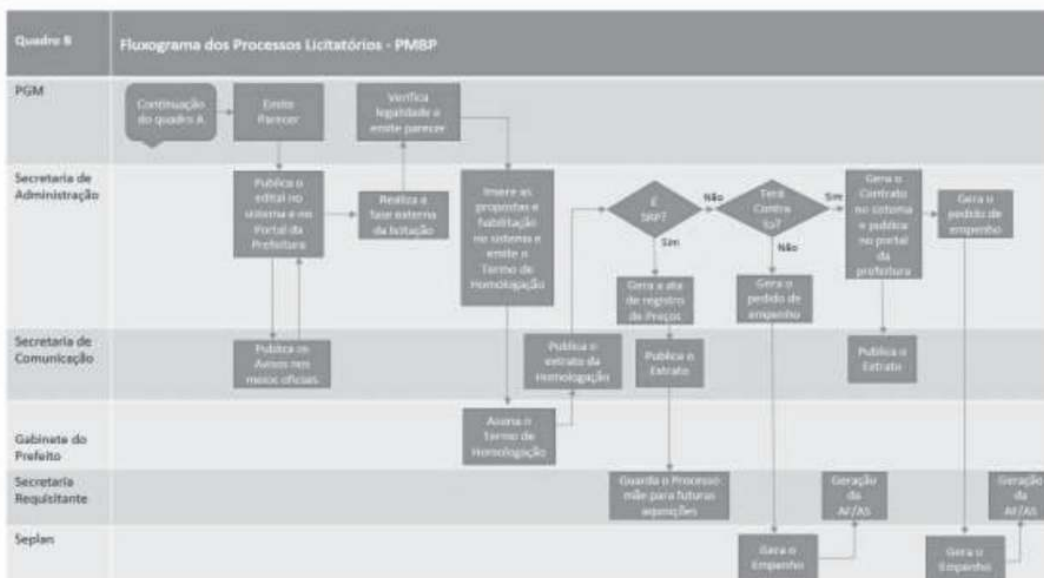 Quadro B
Fluxograma dos Processos Licitatórios - PMBP
PGM
Continuação
do quadro A
Emite
Parecer
Verifica
legalidade e
emite parecer
Secretaria de
Administração
Publica o
edital no
sistema e no
Portal da
Prefeitura
Realiza a
fase externa
da licitação
Insere as
propostas e
habilitação
no sistema e
emite o
Termo de
Homologação
É
SRP?
Não
Sim
Terá
Contra
to?
Sim
Não
Gera o
Contrato
no sistema
e publica
no portal
da
prefeitura
Gera o
pedido de
empenho
Gera a ata
de registro
de Preços
Gera o
pedido de
empenho
Secretaria de
Comunicação
Publica os
Avisos nos
meios oficiais
Publica o
extrato da
Homologação
Publica o
Extrato
Publica o
Extrato
Gabinete do
Prefeito
Assina o
Termo de
Homologação
Secretaria
Requisitante
Guarda o Processo
mãe para futuras
aquisições
Geração
da
AF/AS
Geração
da
AF/AS
Seplan
Gera o
Empenho
Gera o
Empenho